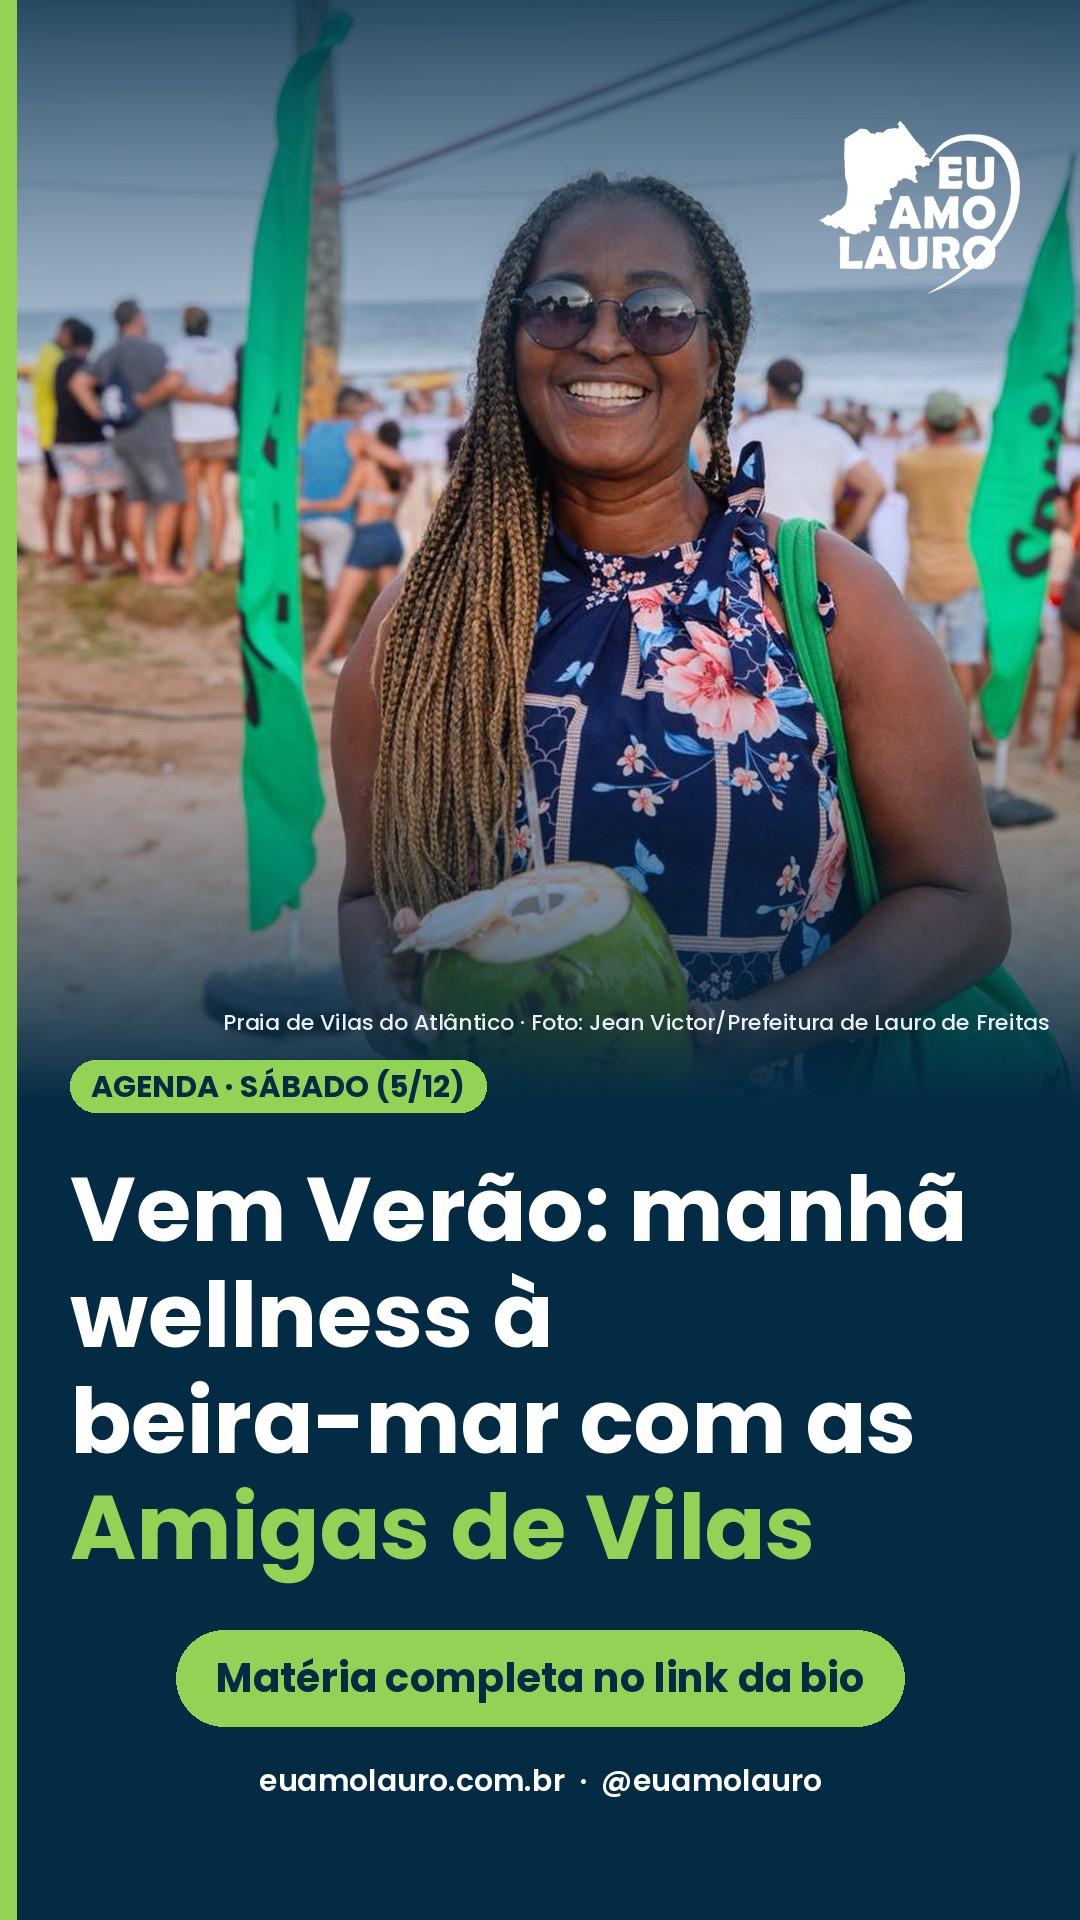 EU
AMO
LAURO
Praia de Vilas do Atlântico · Foto: Jean Victor/Prefeitura de Lauro de Freitas
AGENDA · SÁBADO (5/12)
Vem Verão: manhã
wellness à
beira-mar com as
Amigas de Vilas
Matéria completa no link da bio
euamolauro.com.br · @euamolauro